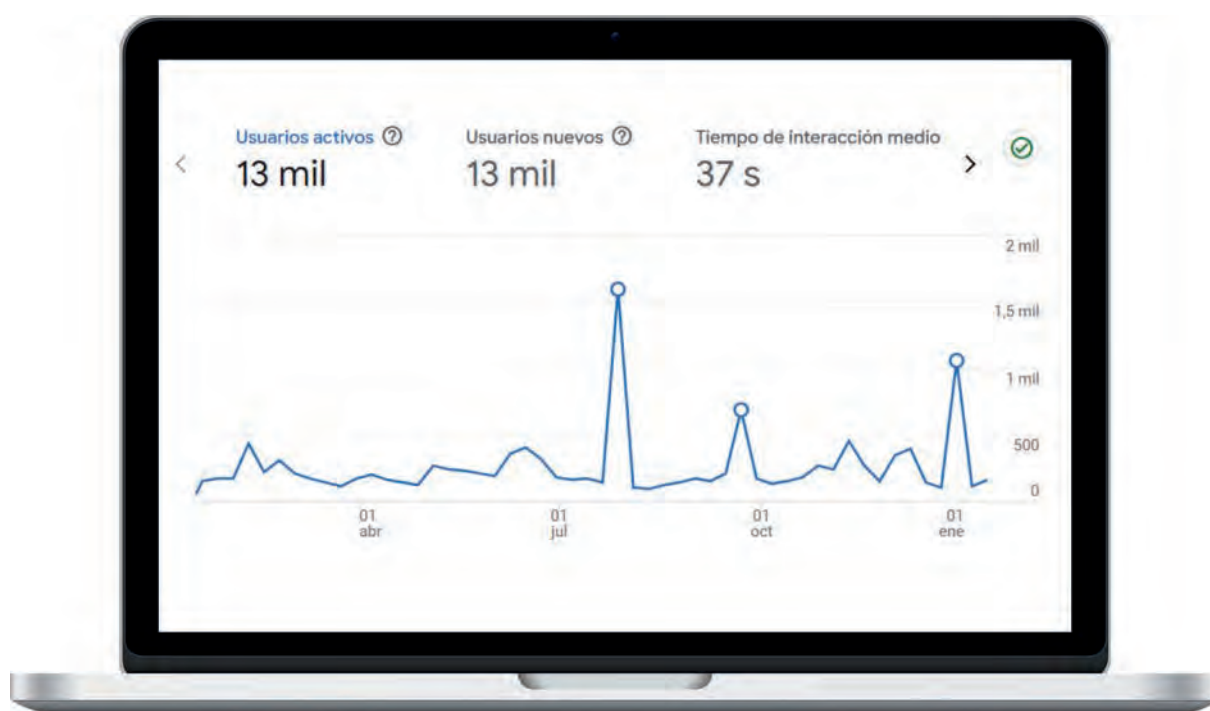 Usuarios activos
Usuarios nuevos
Tiempo de interacción medio
13 mil
13 mil
37 s
2 mil
1,5 mil
1 mil
500
0
01
abr
01
jul
01
oct
01
ene